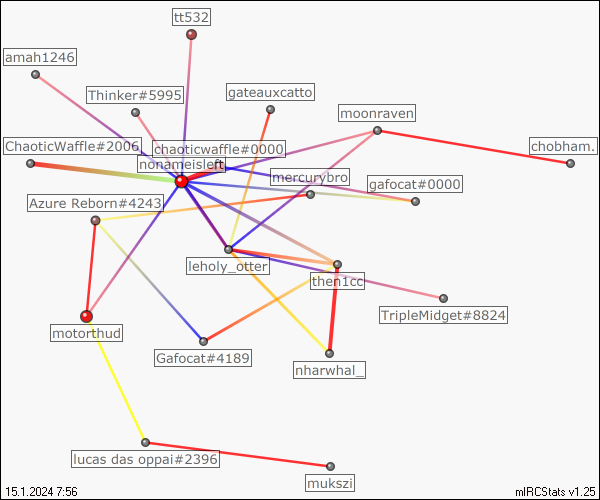 tt532
amah1246
Thinker#5995
gateauxcatto
moonraven
ChaoticWaffle#2006
chaoticwaffle#0000
chobham.
nonameisleft
mercurybro
gafocat#0000
Azure Reborn#4243
leholy_otter
then1cc
TripleMidget#8824
motorthud
Gafocat#4189
nharwhal_
lucas das oppai#2396
mukszi
15.1.2024 7:56
mIRCStats v1.25